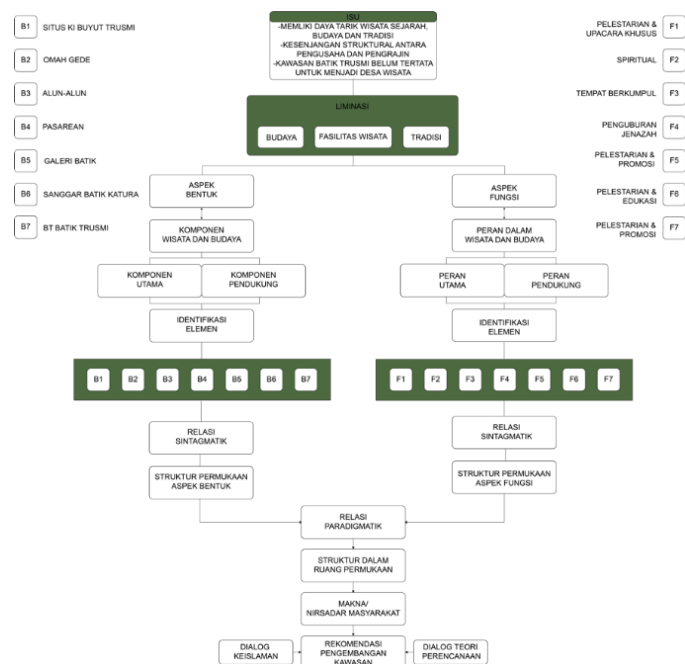 ISU
-MEMLIKI DAYA TARIK WISATA SEJARAH,
BUDAYA DAN TRADISI
-KESENJANGAN STRUKTURAL ANTARA
PENGUSAHA DAN PENGRAJIN
-KAWASAN BATIK TRUSMI BELUM TERTATA
UNTUK MENJADI DESA WISATA
B1 SITUS KI BUYUT TRUSMI
B2 OMAH GEDE
B3 ALUN-ALUN
B4 PASAREAN
B5 GALERI BATIK
B6 SANGGAR BATIK KATURA
B7 BT BATIK TRUSMI
PELESTARIAN &
UPACARA KHUSUS
F1
SPIRITUAL F2
TEMPAT BERKUMPUL F3
PENGUBURAN
JENAZAH
F4
PELESTARIAN &
PROMOSI
F5
PELESTARIAN &
EDUKASI
F6
PELESTARIAN &
PROMOSI
F7
LIMINASI
BUDAYA FASILITAS WISATA TRADISI
ASPEK
BENTUK
KOMPONEN
WISATA DAN BUDAYA
KOMPONEN
UTAMA
KOMPONEN
PENDUKUNG
IDENTIFIKASI
ELEMEN
B1 B2 B3 B4 B5 B6 B7
RELASI
SINTAGMATIK
STRUKTUR PERMUKAAN
ASPEK BENTUK
ASPEK
FUNGSI
PERAN DALAM
WISATA DAN BUDAYA
PERAN
UTAMA
PERAN
PENDUKUNG
IDENTIFIKASI
ELEMEN
F1 F2 F3 F4 F5 F6 F7
RELASI
SINTAGMATIK
STRUKTUR PERMUKAAN
ASPEK FUNGSI
RELASI
PARADIGMATIK
STRUKTUR DALAM
RUANG PERMUKAAN
MAKNA/
NIRSADAR MASYARAKAT
DIALOG
KEISLAMAN
REKOMENDASI
PENGEMBANGAN
KAWASAN
DIALOG TEORI
PERENCANAAN